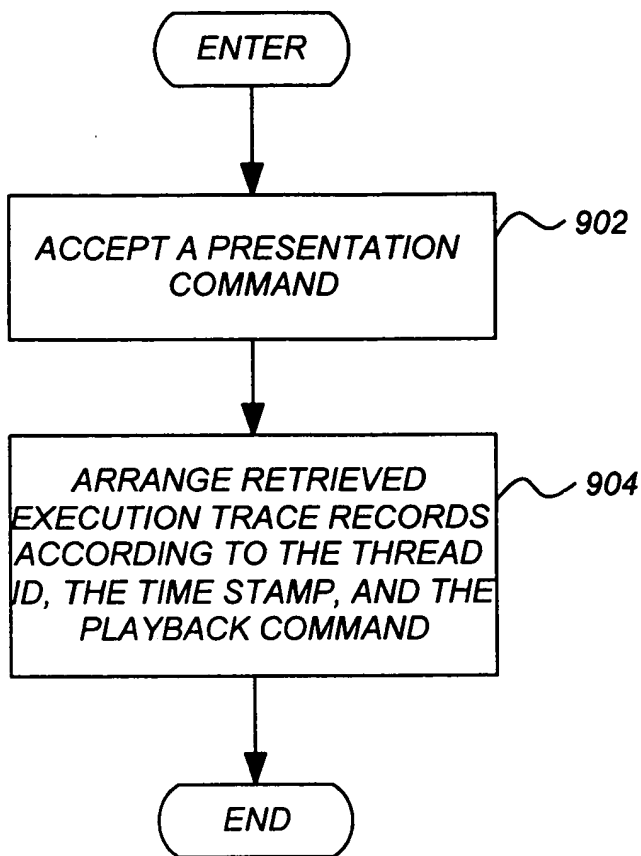 ENTER
ACCEPT A PRESENTATION
COMMAND
902
ARRANGE RETRIEVED
EXECUTION TRACE RECORDS
ACCORDING TO THE THREAD
ID, THE TIME STAMP, AND THE
PLAYBACK COMMAND
904
END